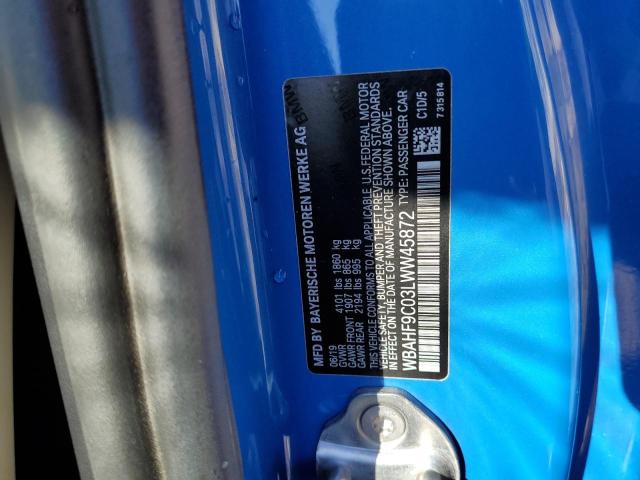 MFD BY BAYERISCHE MOTOREN WERKE AG
06/19
GVWR 4101 lbs 1860 kg
GAWR FRONT 1907 lbs 865 kg
GAWR REAR 2194 lbs 995 kg
THIS VEHICLE CONFORMS TO ALL APPLICABLE U.S. FEDERAL MOTOR
VEHICLE SAFETY, BUMPER AND THEFT PREVENTION STANDARDS
IN EFFECT ON THE DATE OF MANUFACTURE SHOWN ABOVE.
WBAHF9C03LWW45872 TYPE: PASSENGER CAR
C1D/5
7 315 814
BMW